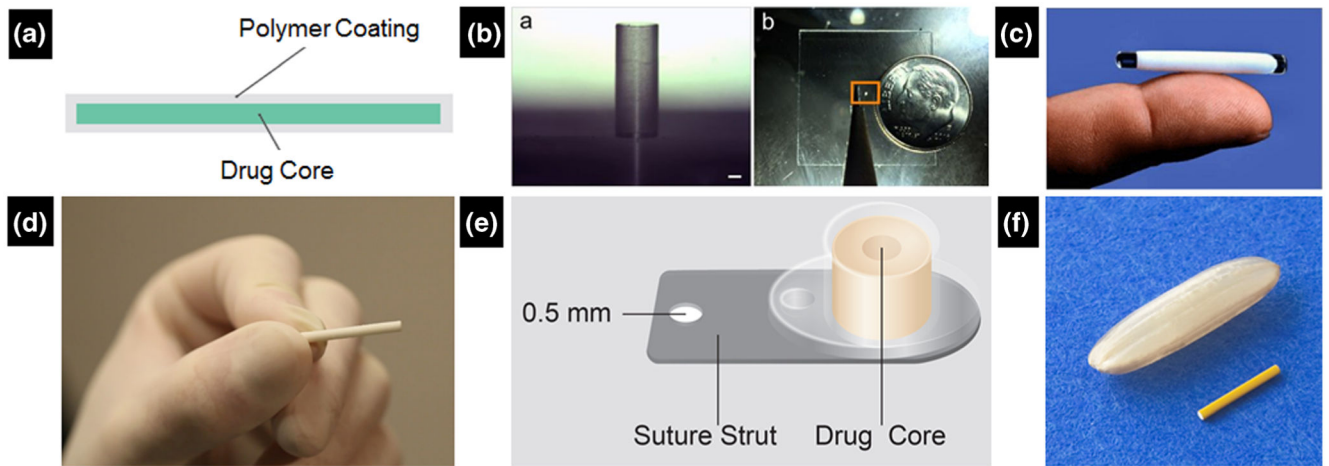 (a)
Polymer Coating
Drug Core
(b)
a
b
(c)
(d)
(e)
0.5 mm
Suture Strut
Drug Core
(f)